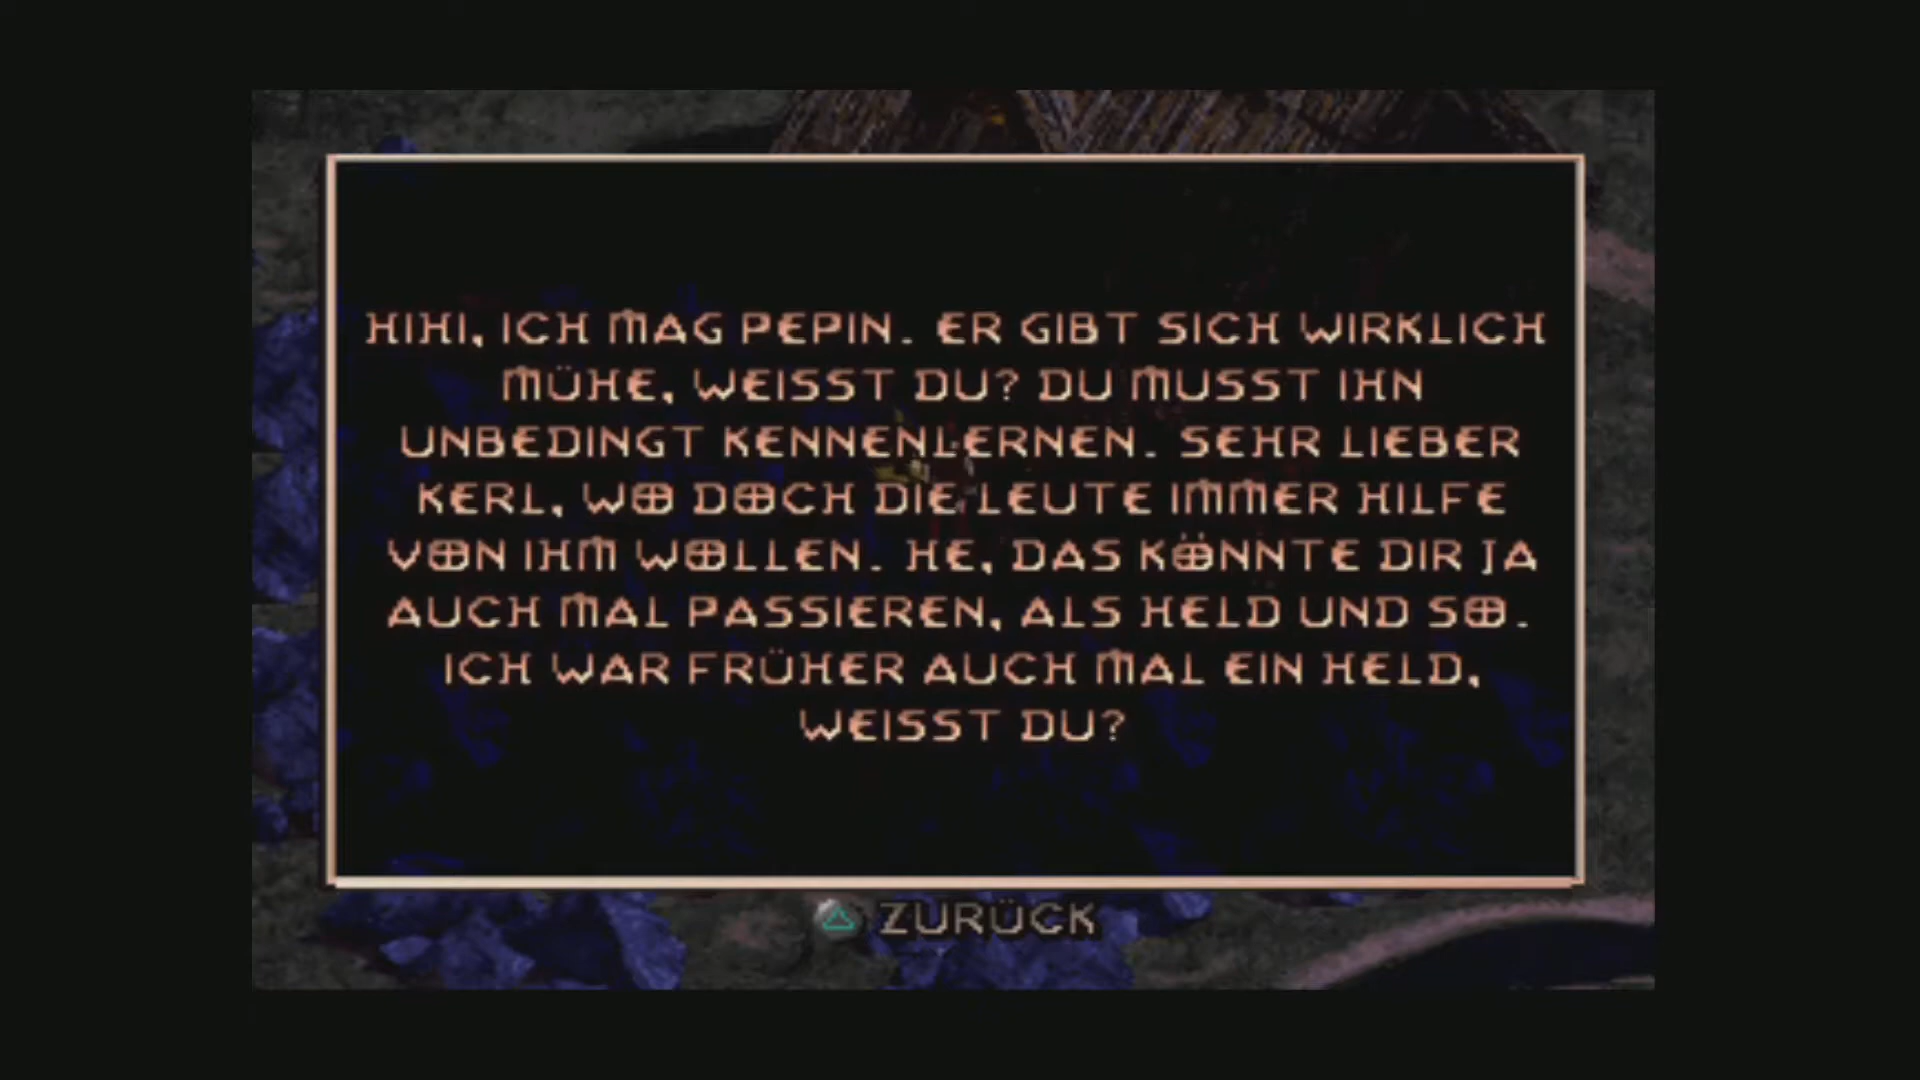 HIHI, ICH MAG PEPIN. ER GIBT SICH WIRKLICH
MÜHE, WEISST DU? DU MUSST IHN
UNBEDINGT KENNENLERNEN. SEHR LIEBER
KERL, WO DOCH DIE LEUTE IMMER HILFE
VON IHM WOLLEN. HE, DAS KÖNNTE DIR JA
AUCH MAL PASSIEREN, ALS HELD UND SO.
ICH WAR FRÜHER AUCH MAL EIN HELD,
WEISST DU?
ZURÜCK